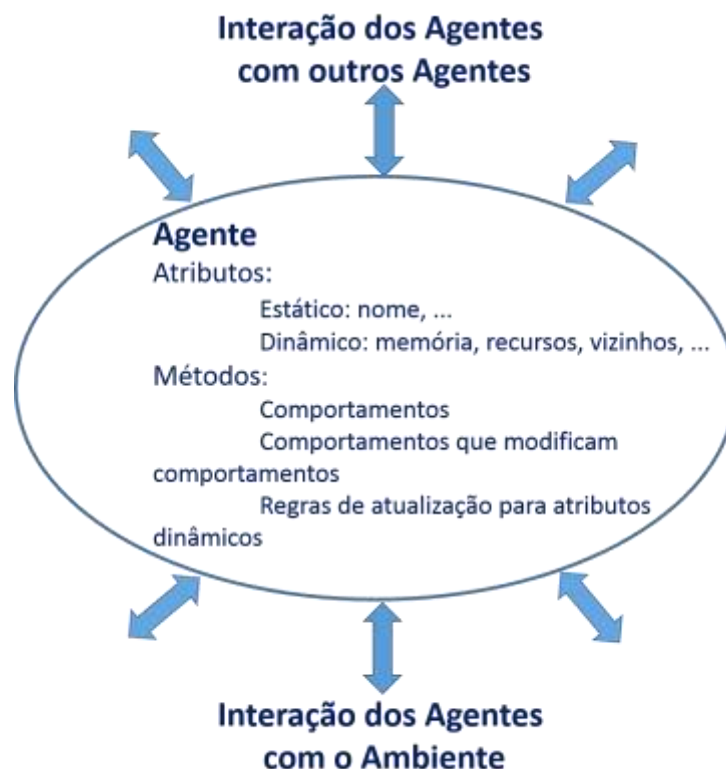 Interação dos Agentes
com outros Agentes
Agente
Atributos:
Estático: nome, ...
Dinâmico: memória, recursos, vizinhos, ...
Métodos:
Comportamentos
Comportamentos que modificam
comportamentos
Regras de atualização para atributos
dinâmicos
Interação dos Agentes
com o Ambiente